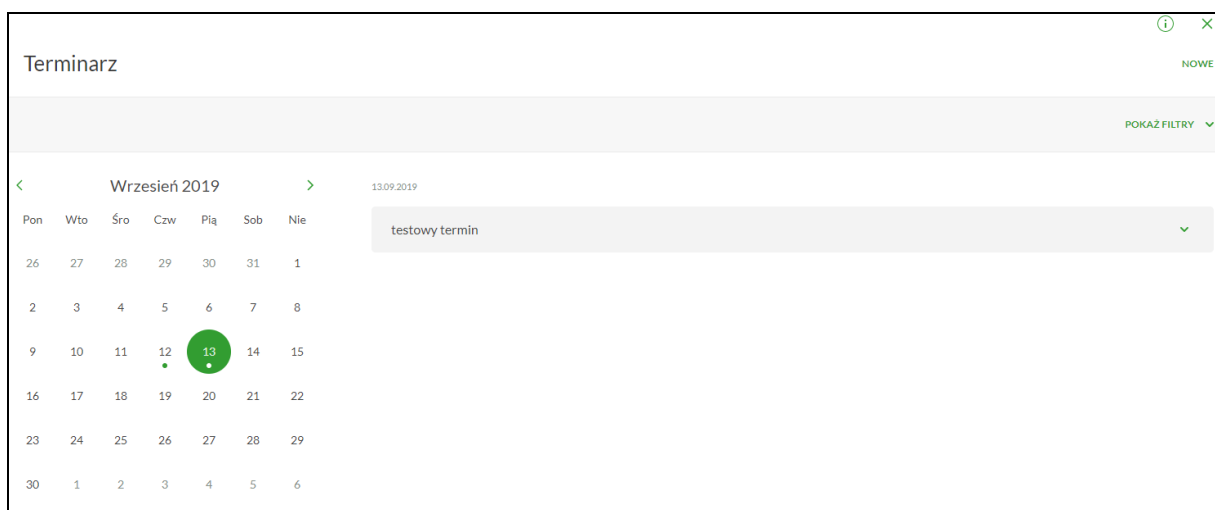 Terminarz
NOWE
POKAŻ FILTRY
Wrzesień 2019
Pon Wto Śro Czw Pią Sob Nie
26 27 28 29 30 31 1
2 3 4 5 6 7 8
9 10 11 12 13 14 15
16 17 18 19 20 21 22
23 24 25 26 27 28 29
30 1 2 3 4 5 6
13.09.2019
testowy termin